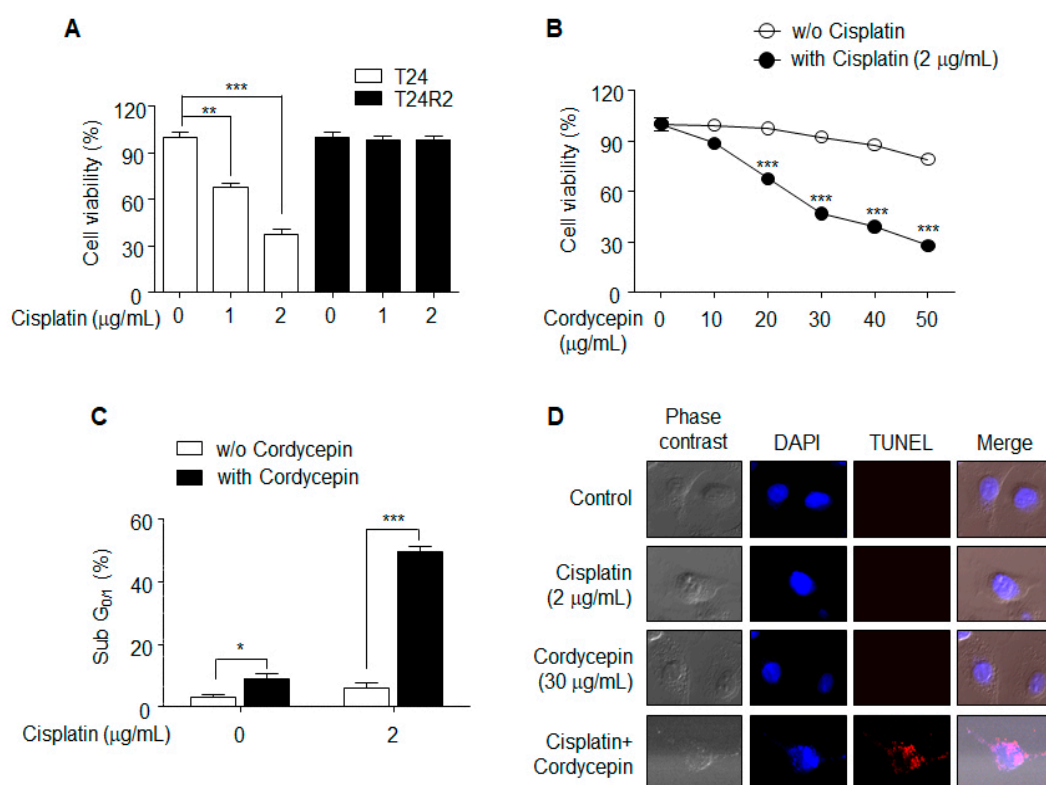 A
T24
T24R2
***
**
Cell viability (%)
120
90
60
30
0
Cisplatin (μg/mL)
0 1 2 0 1 2
B
w/o Cisplatin
with Cisplatin (2 μg/mL)
Cell viability (%)
120
90
60
30
0
***
***
***
***
Cordycepin
(μg/mL)
0 10 20 30 40 50
C
w/o Cordycepin
with Cordycepin
Sub G0/1 (%)
60
40
20
0
*
***
Cisplatin (μg/mL)
0 2
D
Phase
contrast
DAPI
TUNEL
Merge
Control
Cisplatin
(2 μg/mL)
Cordycepin
(30 μg/mL)
Cisplatin+
Cordycepin